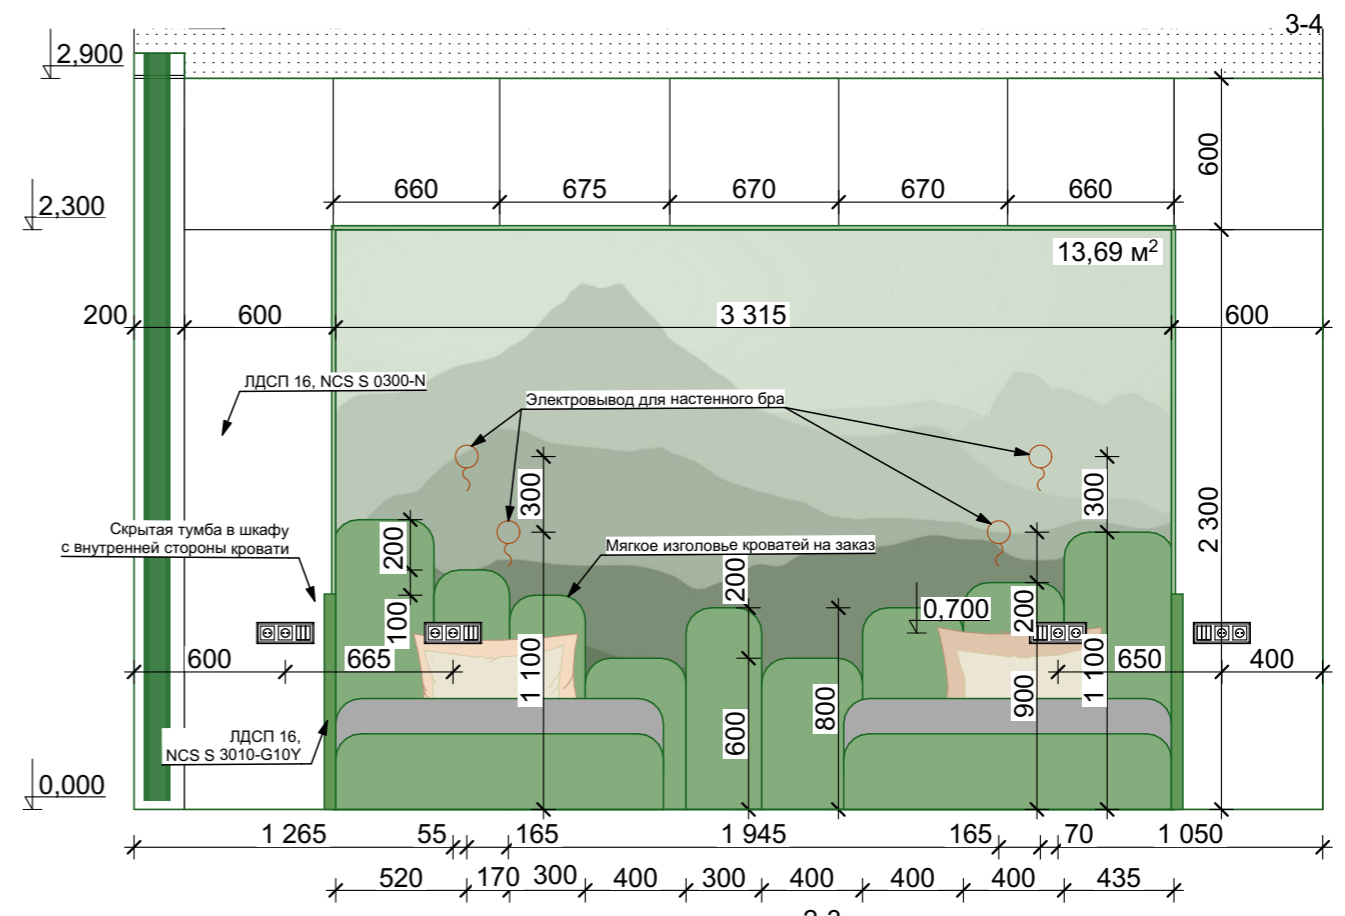 3-4
2,900
600
660 675 670 670 660
2,300
13,69 м²
200 600 3 315 600
ЛДСП 16, NCS S 0300-N
Электровывод для настенного бра
300 300
2 300
Скрытая тумба в шкафу
с внутренней стороны кровати
200
Мягкое изголовье кроватей на заказ
200
0,700
200
100
600 665 1 100 650 400
1 100
900
800
600
ЛДСП 16,
NCS S 3010-G10Y
0,000
1 265 55 165 1 945 165 70 1 050
520 170 300 400 300 400 400 400 435